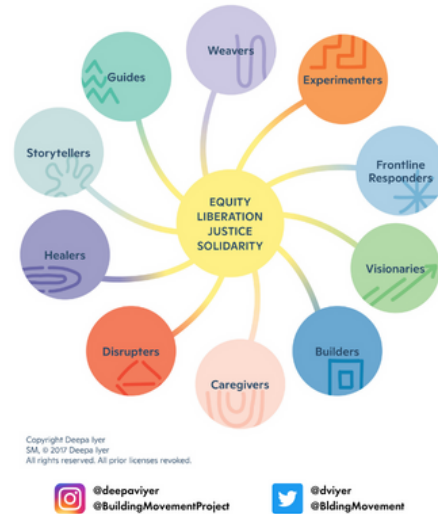 Weavers
Experimenters
Guides
Frontline
Responders
Storytellers
EQUITY
LIBERATION
JUSTICE
SOLIDARITY
Healers
Visionaries
Disrupters
Builders
Caregivers
Copyright Deepa Iyer
SM, © 2017 Deepa Iyer
All rights reserved. All prior licenses revoked.
@deepaviyer
@BuildingMovementProject
@dviyer
@BldingMovement